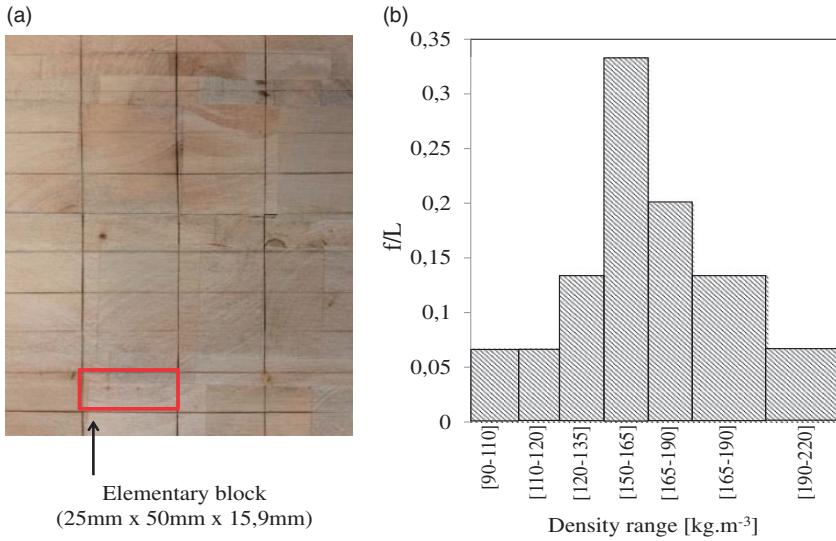 (a)
Elementary block
(25mm x 50mm x 15,9mm)
(b)
f/L
0,35
0,3
0,25
0,2
0,15
0,1
0,05
0
[90-110]
[110-120]
[120-135]
[150-165]
[165-190]
[165-190]
[190-220]
Density range [kg.m⁻³]